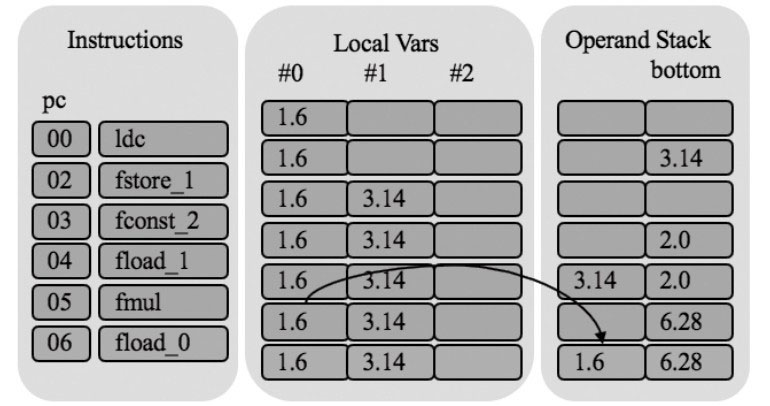 Instructions
Local Vars
Operand Stack
#0 #1 #2
bottom
pc
1.6
00 ldc
1.6 3.14
02 fstore_1
1.6 3.14
03 fconst_2
1.6 3.14 2.0
04 fload_1
1.6 3.14 3.14 2.0
05 fmul
1.6 3.14 6.28
06 fload_0
1.6 3.14 1.6 6.28